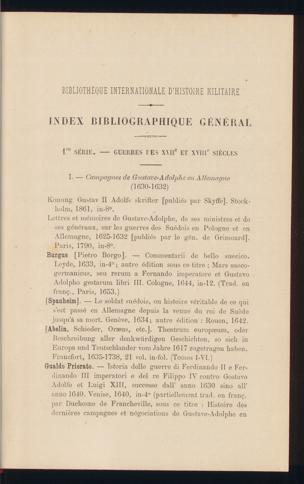 BIBLIOTHÈQUE INTERNATIONALE D'HISTOIRE MILITAIRE
INDEX BIBLIOGRAPHIQUE GÉNÉRAL
1re SÉRIE. — GUERRES DES XVIIe ET XVIIIe SIÈCLES
I. — Campagnes de Gustave-Adolphe en Allemagne
(1630-1632)
Konung Gustav II Adolfs skrifter [publiés par Skyffe]. Stock-
holm, 1861, in-8º.
Lettres et mémoires de Gustave-Adolphe, de ses ministres et de
ses généraux, sur les guerres des Suédois en Pologne et en
Allemagne, 1625-1632 [publiés par le gén. de Grimoard].
Paris, 1790, in-8º.
Burgus [Pietro Borgo]. — Commentarii de bello suecico.
Leyde, 1633, in-4º; autre édition sous ce titre : Mars sueco-
germanicus, seu rerum a Fernando imperatore et Gustavo
Adolpho gestarum libri III. Cologne, 1644, in-12. (Trad. en
franç., Paris, 1653.)
[Spanheim]. — Le soldat suédois, ou histoire véritable de ce qui
s'est passé en Allemagne depuis la venue du roi de Suède
jusqu'à sa mort. Genève, 1634; autre édition : Rouen, 1642.
[Abelin, Schieder, Oræus, etc.]. Theatrum europæum, oder
Beschreibung aller denkwürdigen Geschichten, so sich in
Europa und Teutschlander vom Jahre 1617 zugetragen haben.
Francfort, 1635-1738, 21 vol. in-fol. (Tomes I-VI.)
Gualdo Priorato. — Istoria delle guerre di Ferdinando II e Fer-
dinando III imperatori e del re Filippo IV contro Gustavo
Adolfo et Luigi XIII, successe dall' anno 1630 sino all'
anno 1640. Venise, 1640, in-4º (partiellement trad. en franç.
par Duchome de Francheville, sous ce titre : Histoire des
dernières campagnes et négociations de Gustave-Adolphe en